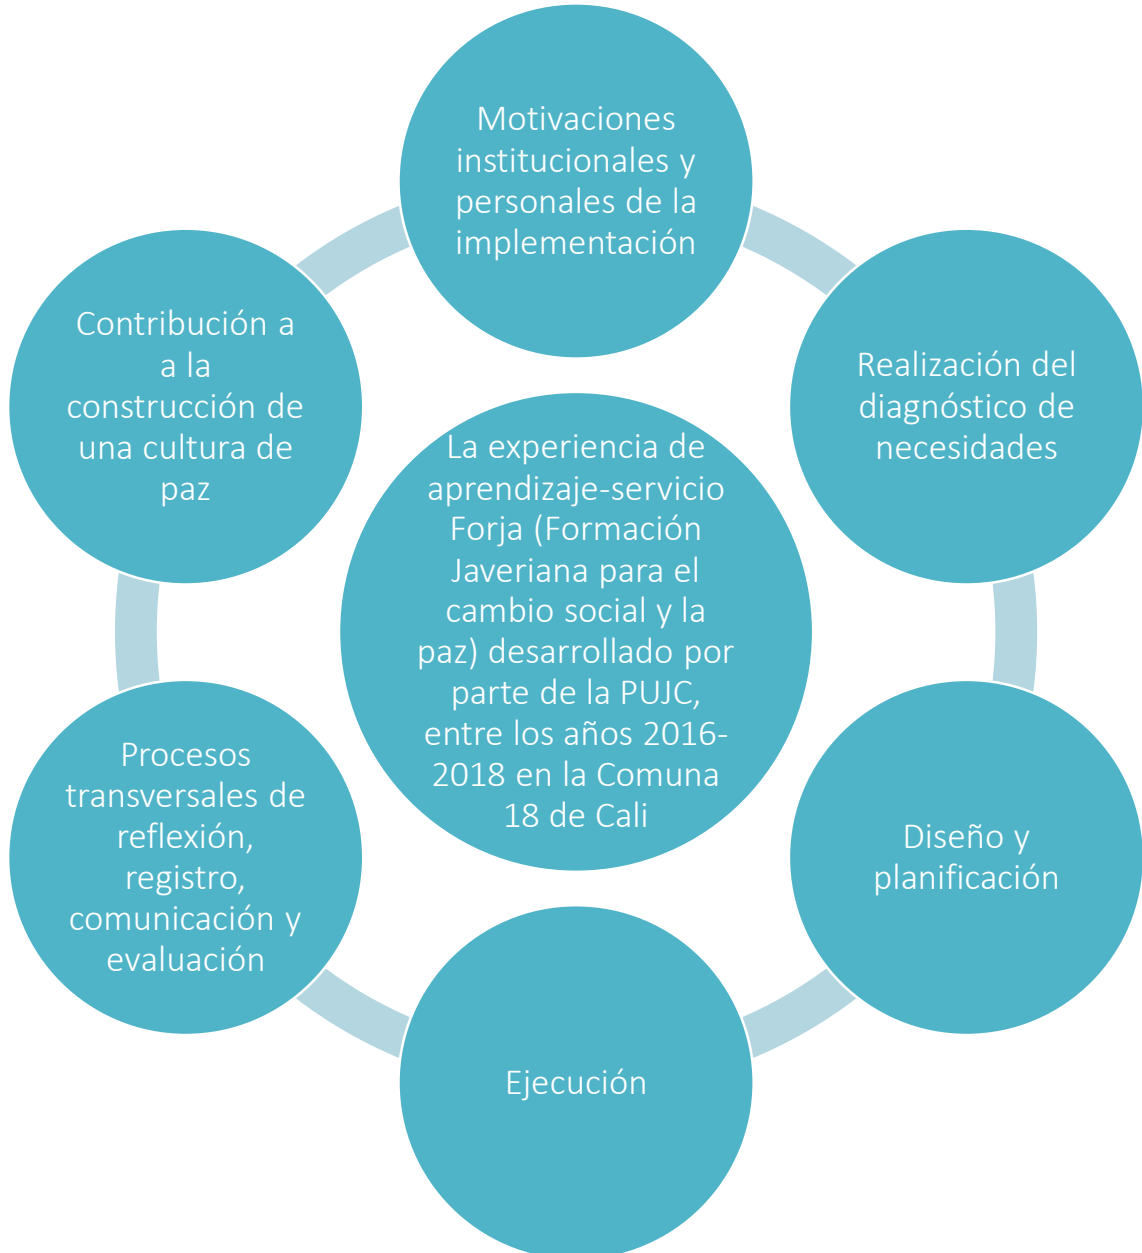 Motivaciones
institucionales y
personales de la
implementación
Realización del
diagnóstico de
necesidades
Diseño y
planificación
Ejecución
Procesos
transversales de
reflexión,
registro,
comunicación y
evaluación
Contribución a
a la
construcción de
una cultura de
paz
La experiencia de
aprendizaje-servicio
Forja (Formación
Javeriana para el
cambio social y la
paz) desarrollado por
parte de la PUJC,
entre los años 2016-
2018 en la Comuna
18 de Cali